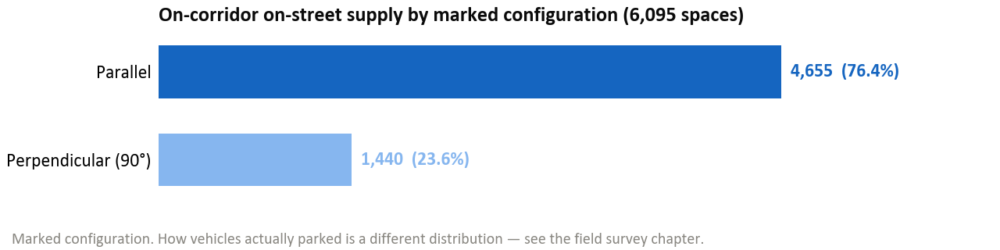 On-corridor on-street supply by marked configuration (6,095 spaces)
Parallel 4,655 (76.4%)
Perpendicular (90°) 1,440 (23.6%)
Marked configuration. How vehicles actually parked is a different distribution — see the field survey chapter.